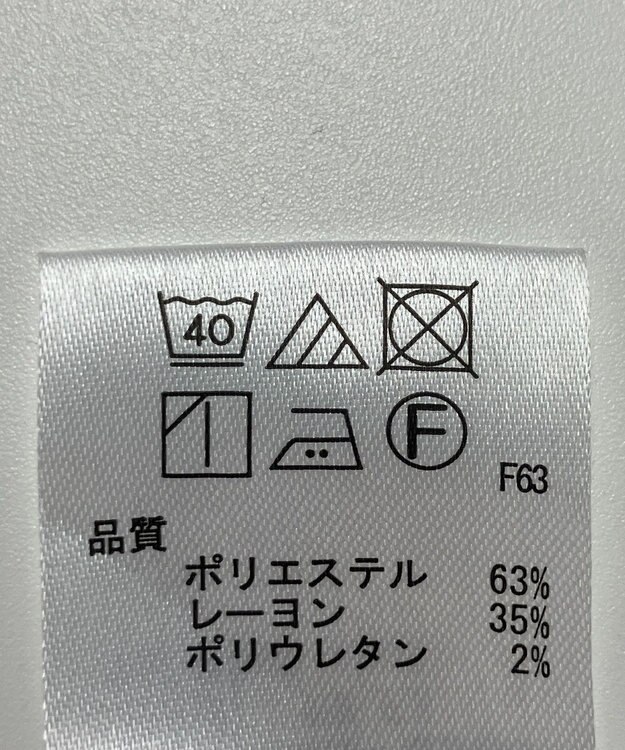 40
F
F63
品質
ポリエステル 63%
レーヨン 35%
ポリウレタン 2%